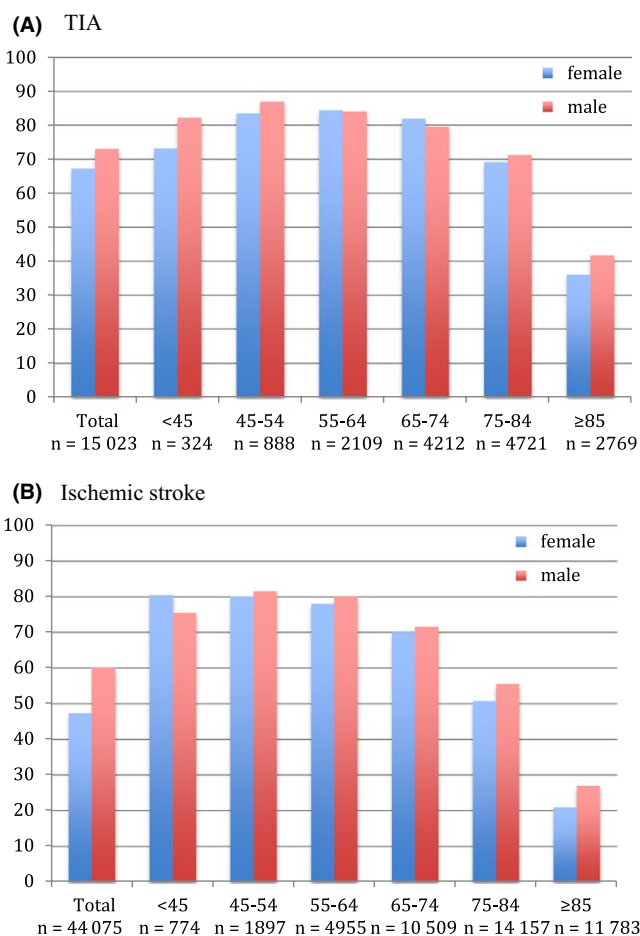 (A) TIA
100
90
80
70
60
50
40
30
20
10
0
female
male
Total <45 45-54 55-64 65-74 75-84 ≥85
n = 15 023 n = 324 n = 888 n = 2109 n = 4212 n = 4721 n = 2769
(B) Ischemic stroke
100
90
80
70
60
50
40
30
20
10
0
female
male
Total <45 45-54 55-64 65-74 75-84 ≥85
n = 44 075 n = 774 n = 1897 n = 4955 n = 10 509 n = 14 157 n = 11 783